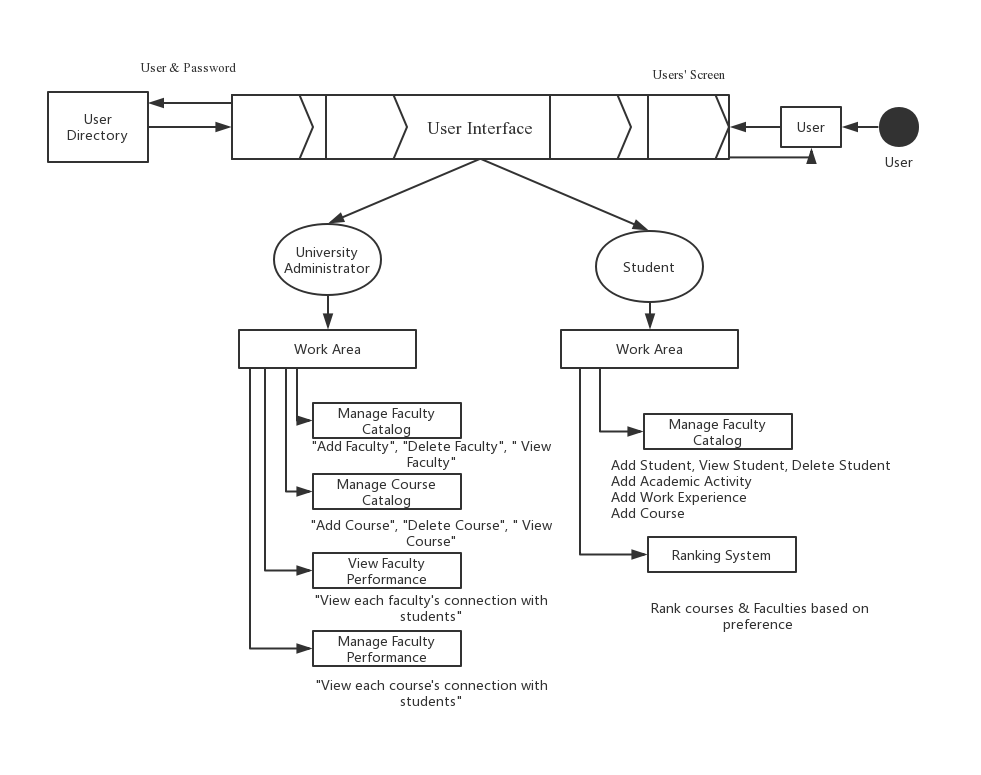 User & Password
Users' Screen
User
Directory
User Interface
User
User
University
Administrator
Student
Work Area
Work Area
Manage Faculty
Catalog
"Add Faculty", "Delete Faculty", " View
Faculty"
Manage Course
Catalog
"Add Course", "Delete Course", " View
Course"
View Faculty
Performance
"View each faculty's connection with
students"
Manage Faculty
Performance
"View each course's connection with
students"
Manage Faculty
Catalog
Add Student, View Student, Delete Student
Add Academic Activity
Add Work Experience
Add Course
Ranking System
Rank courses & Faculties based on
preference